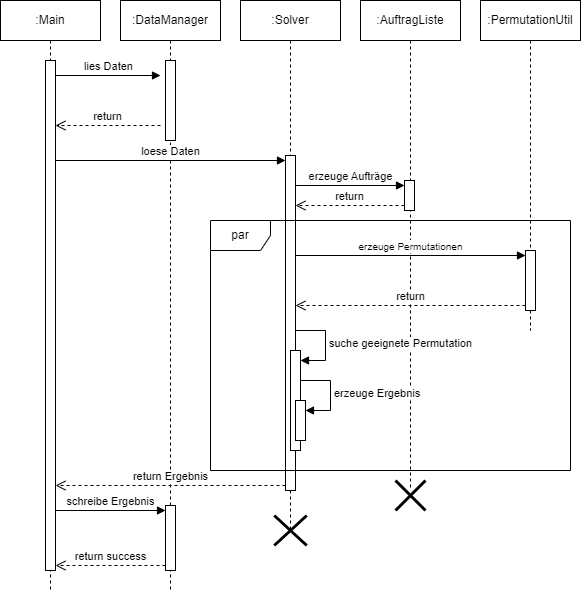 :Main
:DataManager
:Solver
:AuftragListe
:PermutationUtil
lies Daten
return
loese Daten
erzeuge Aufträge
return
par
erzeuge Permutationen
return
suche geeignete Permutation
erzeuge Ergebnis
return Ergebnis
schreibe Ergebnis
return success